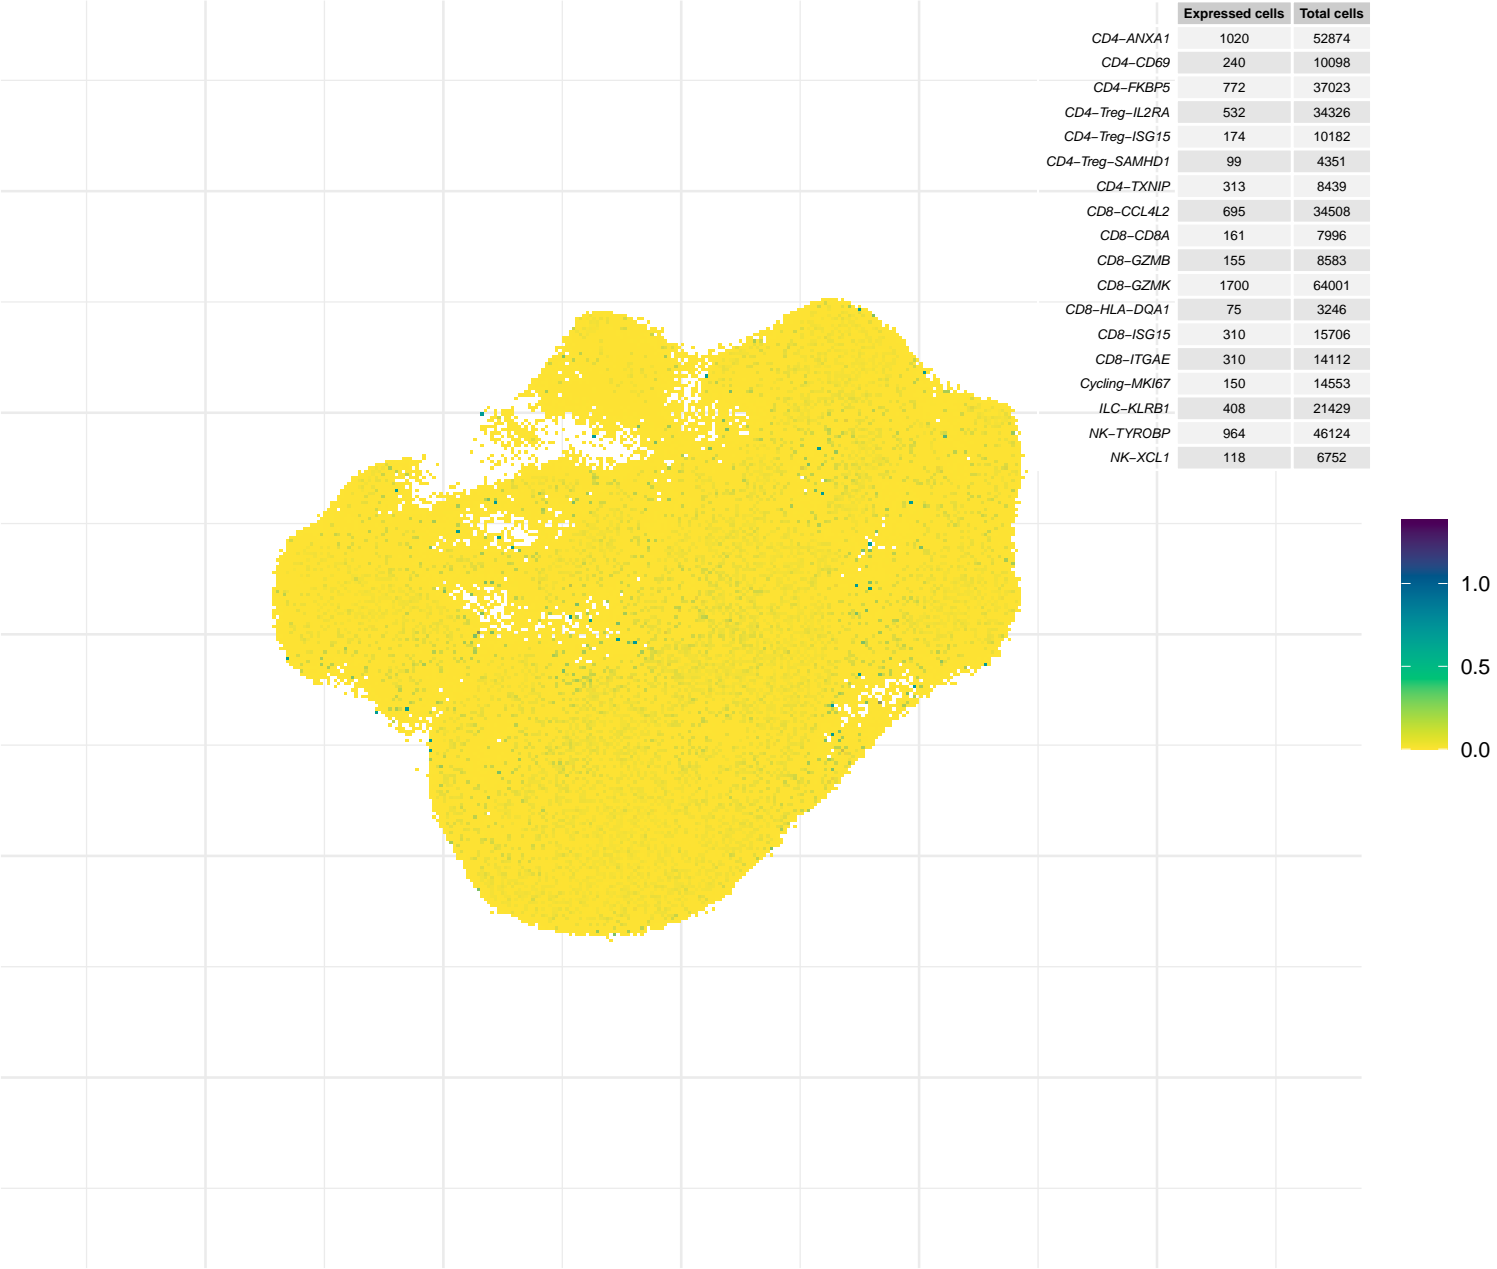 Expressed cells Total cells
CD4−ANXA1 1020 52874
CD4−CD69 240 10098
CD4−FKBP5 772 37023
CD4−Treg−IL2RA 532 34326
CD4−Treg−ISG15 174 10182
CD4−Treg−SAMHD1 99 4351
CD4−TXNIP 313 8439
CD8−CCL4L2 695 34508
CD8−CD8A 161 7996
CD8−GZMB 155 8583
CD8−GZMK 1700 64001
CD8−HLA−DQA1 75 3246
CD8−ISG15 310 15706
CD8−ITGAE 310 14112
Cycling−MKI67 150 14553
ILC−KLRB1 408 21429
NK−TYROBP 964 46124
NK−XCL1 118 6752
1.0
0.5
0.0